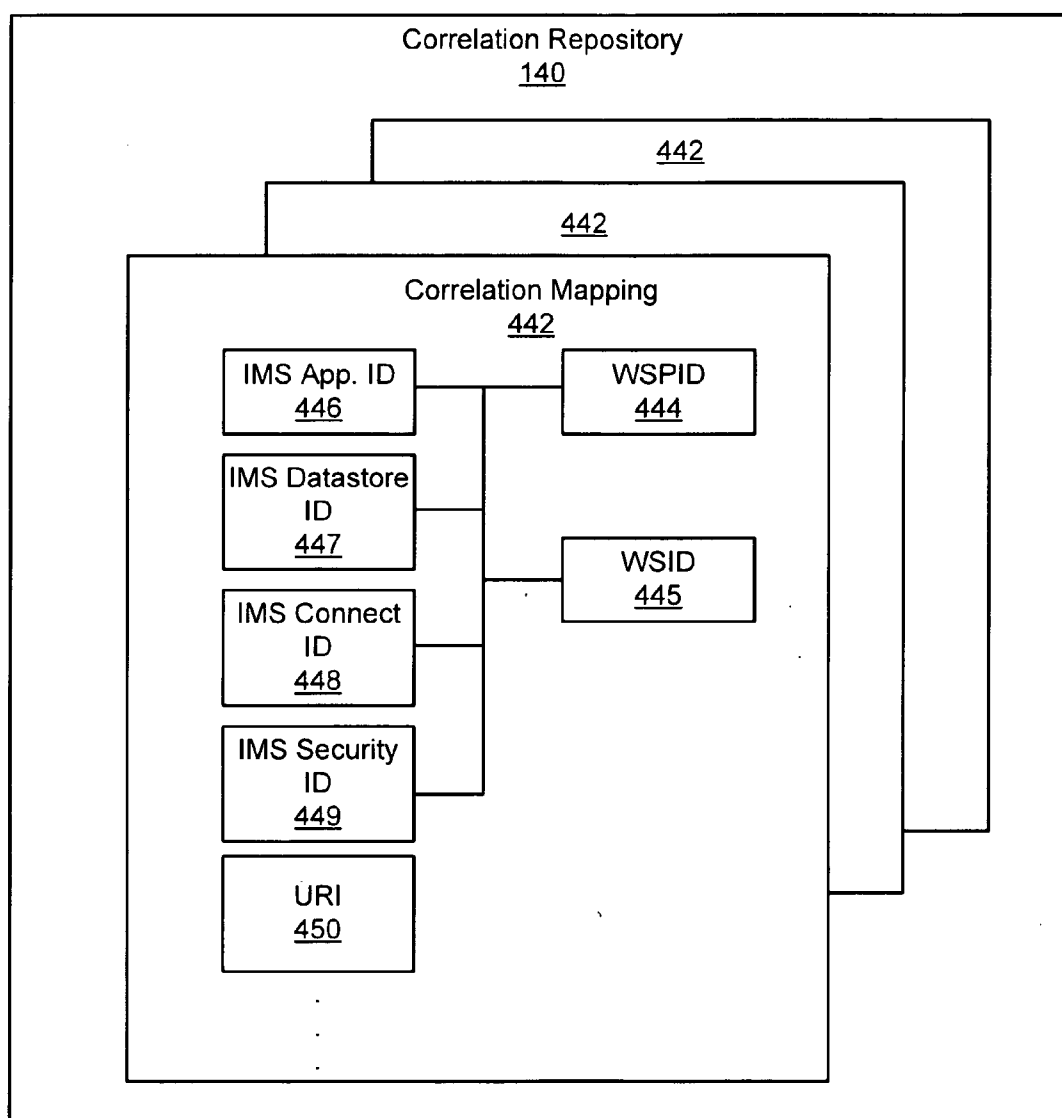 Correlation Repository
140
442
442
Correlation Mapping
442
IMS App. ID
446
WSPID
444
IMS Datastore
ID
447
WSID
445
IMS Connect
ID
448
IMS Security
ID
449
URI
450